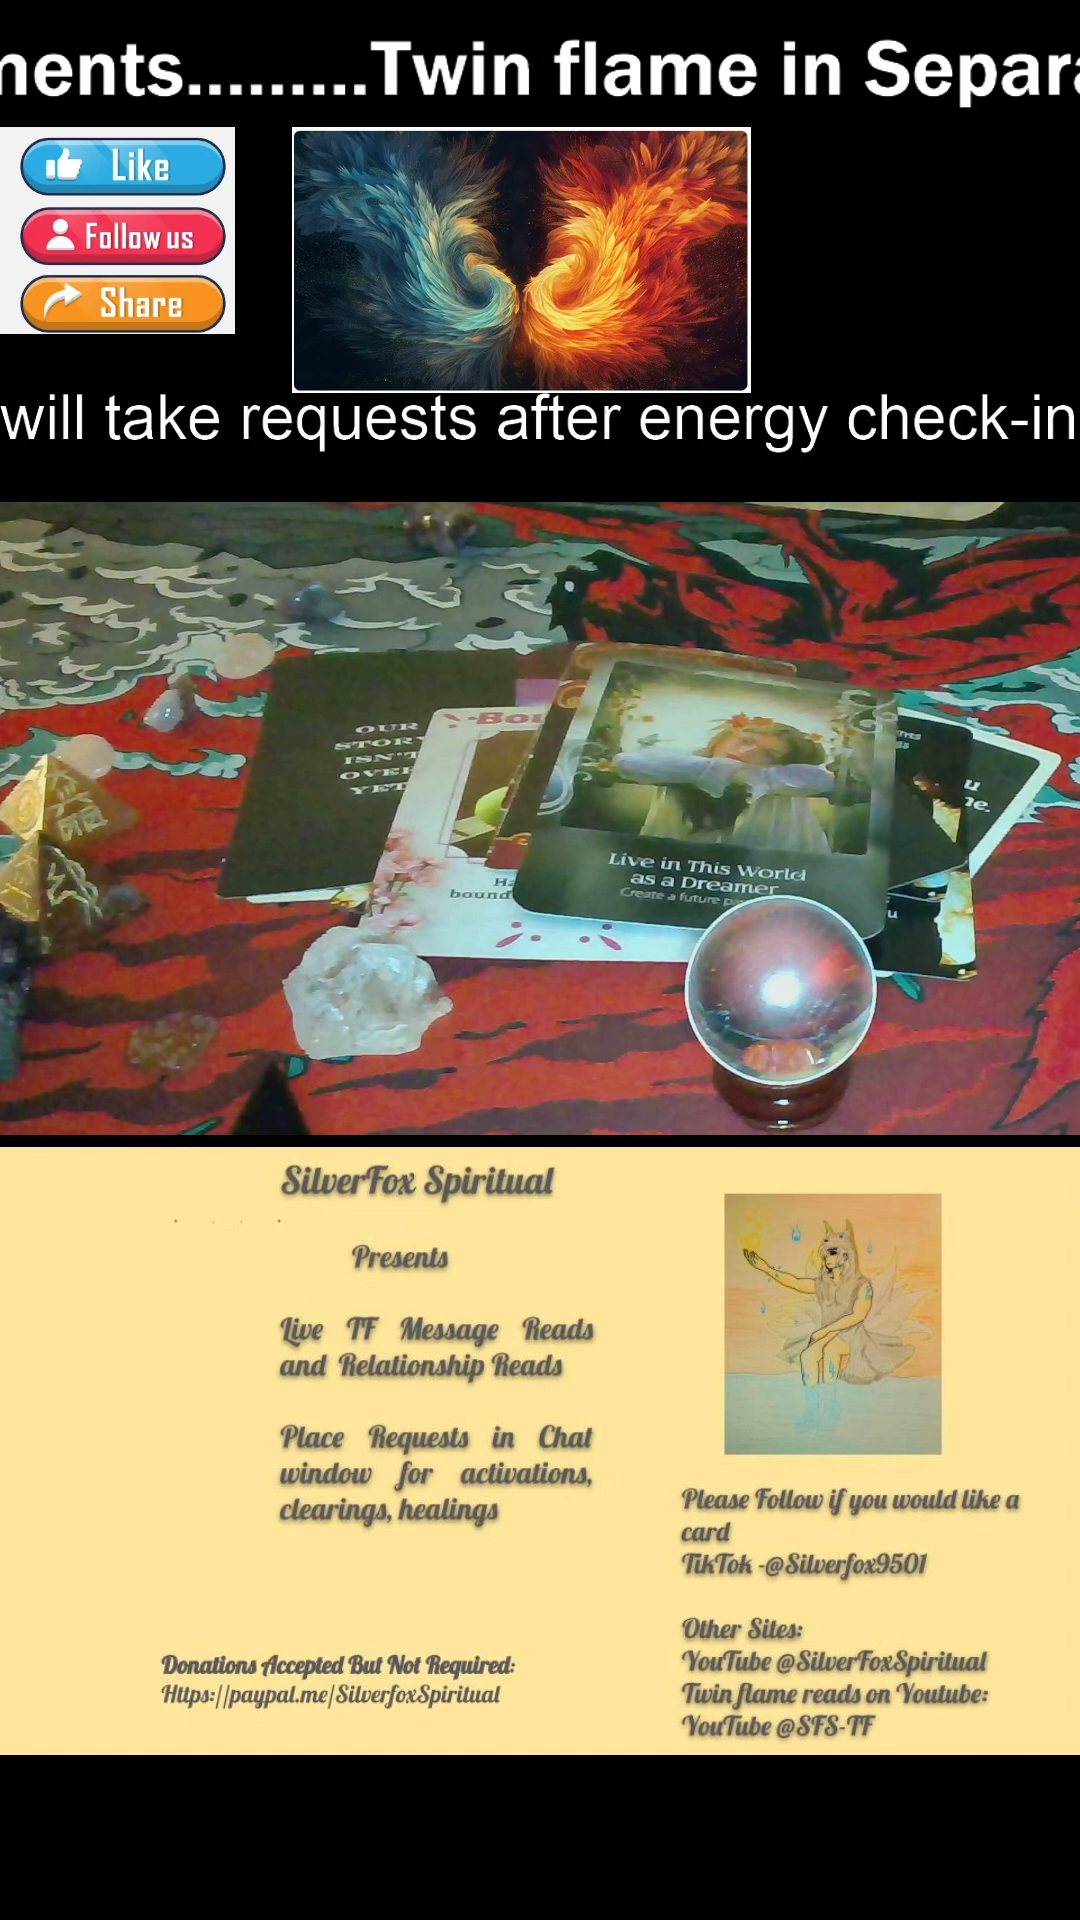 .........Twin flame in
Like
Follow us
Share
will take requests after energy check-in
OUR
STORY
ISN'T
OVER
YET
Live in This World
as a Dreamer
Create a future
bound
u
SilverFox Spiritual
Presents
Live TF Message Reads
and Relationship Reads
Place Requests in Chat
window for activations,
clearings, healings
Please Follow if you would like a
card
TikTok -@Silverfox9501
Other Sites:
YouTube @SilverFoxSpiritual
Twin flame reads on Youtube:
YouTube @SFS-TF
Donations Accepted But Not Required:
Https://paypal.me/SilverfoxSpiritual